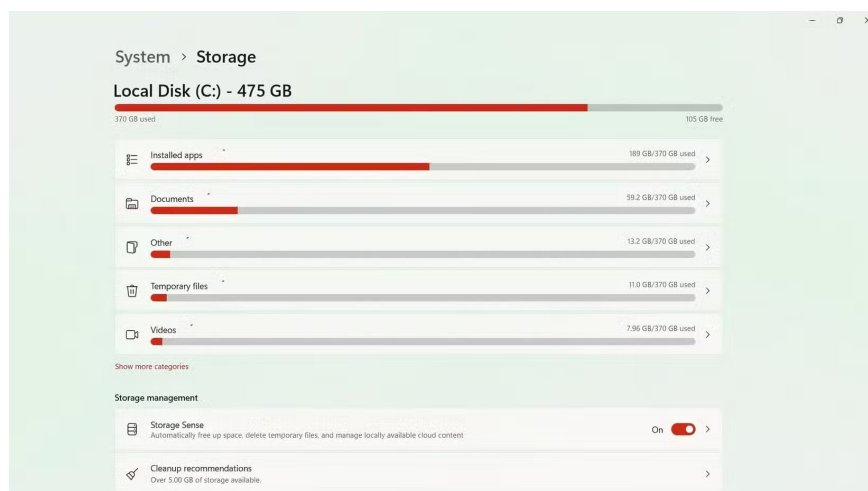 System > Storage
Local Disk (C:) - 475 GB
370 GB used
105 GB free
Installed apps
189 GB/370 GB used
Documents
59.2 GB/370 GB used
Other
13.2 GB/370 GB used
Temporary files
11.0 GB/370 GB used
Videos
7.96 GB/370 GB used
Show more categories
Storage management
Storage Sense
On
Automatically free up space, delete temporary files, and manage locally available cloud content
Cleanup recommendations
Over 5.00 GB of storage available.